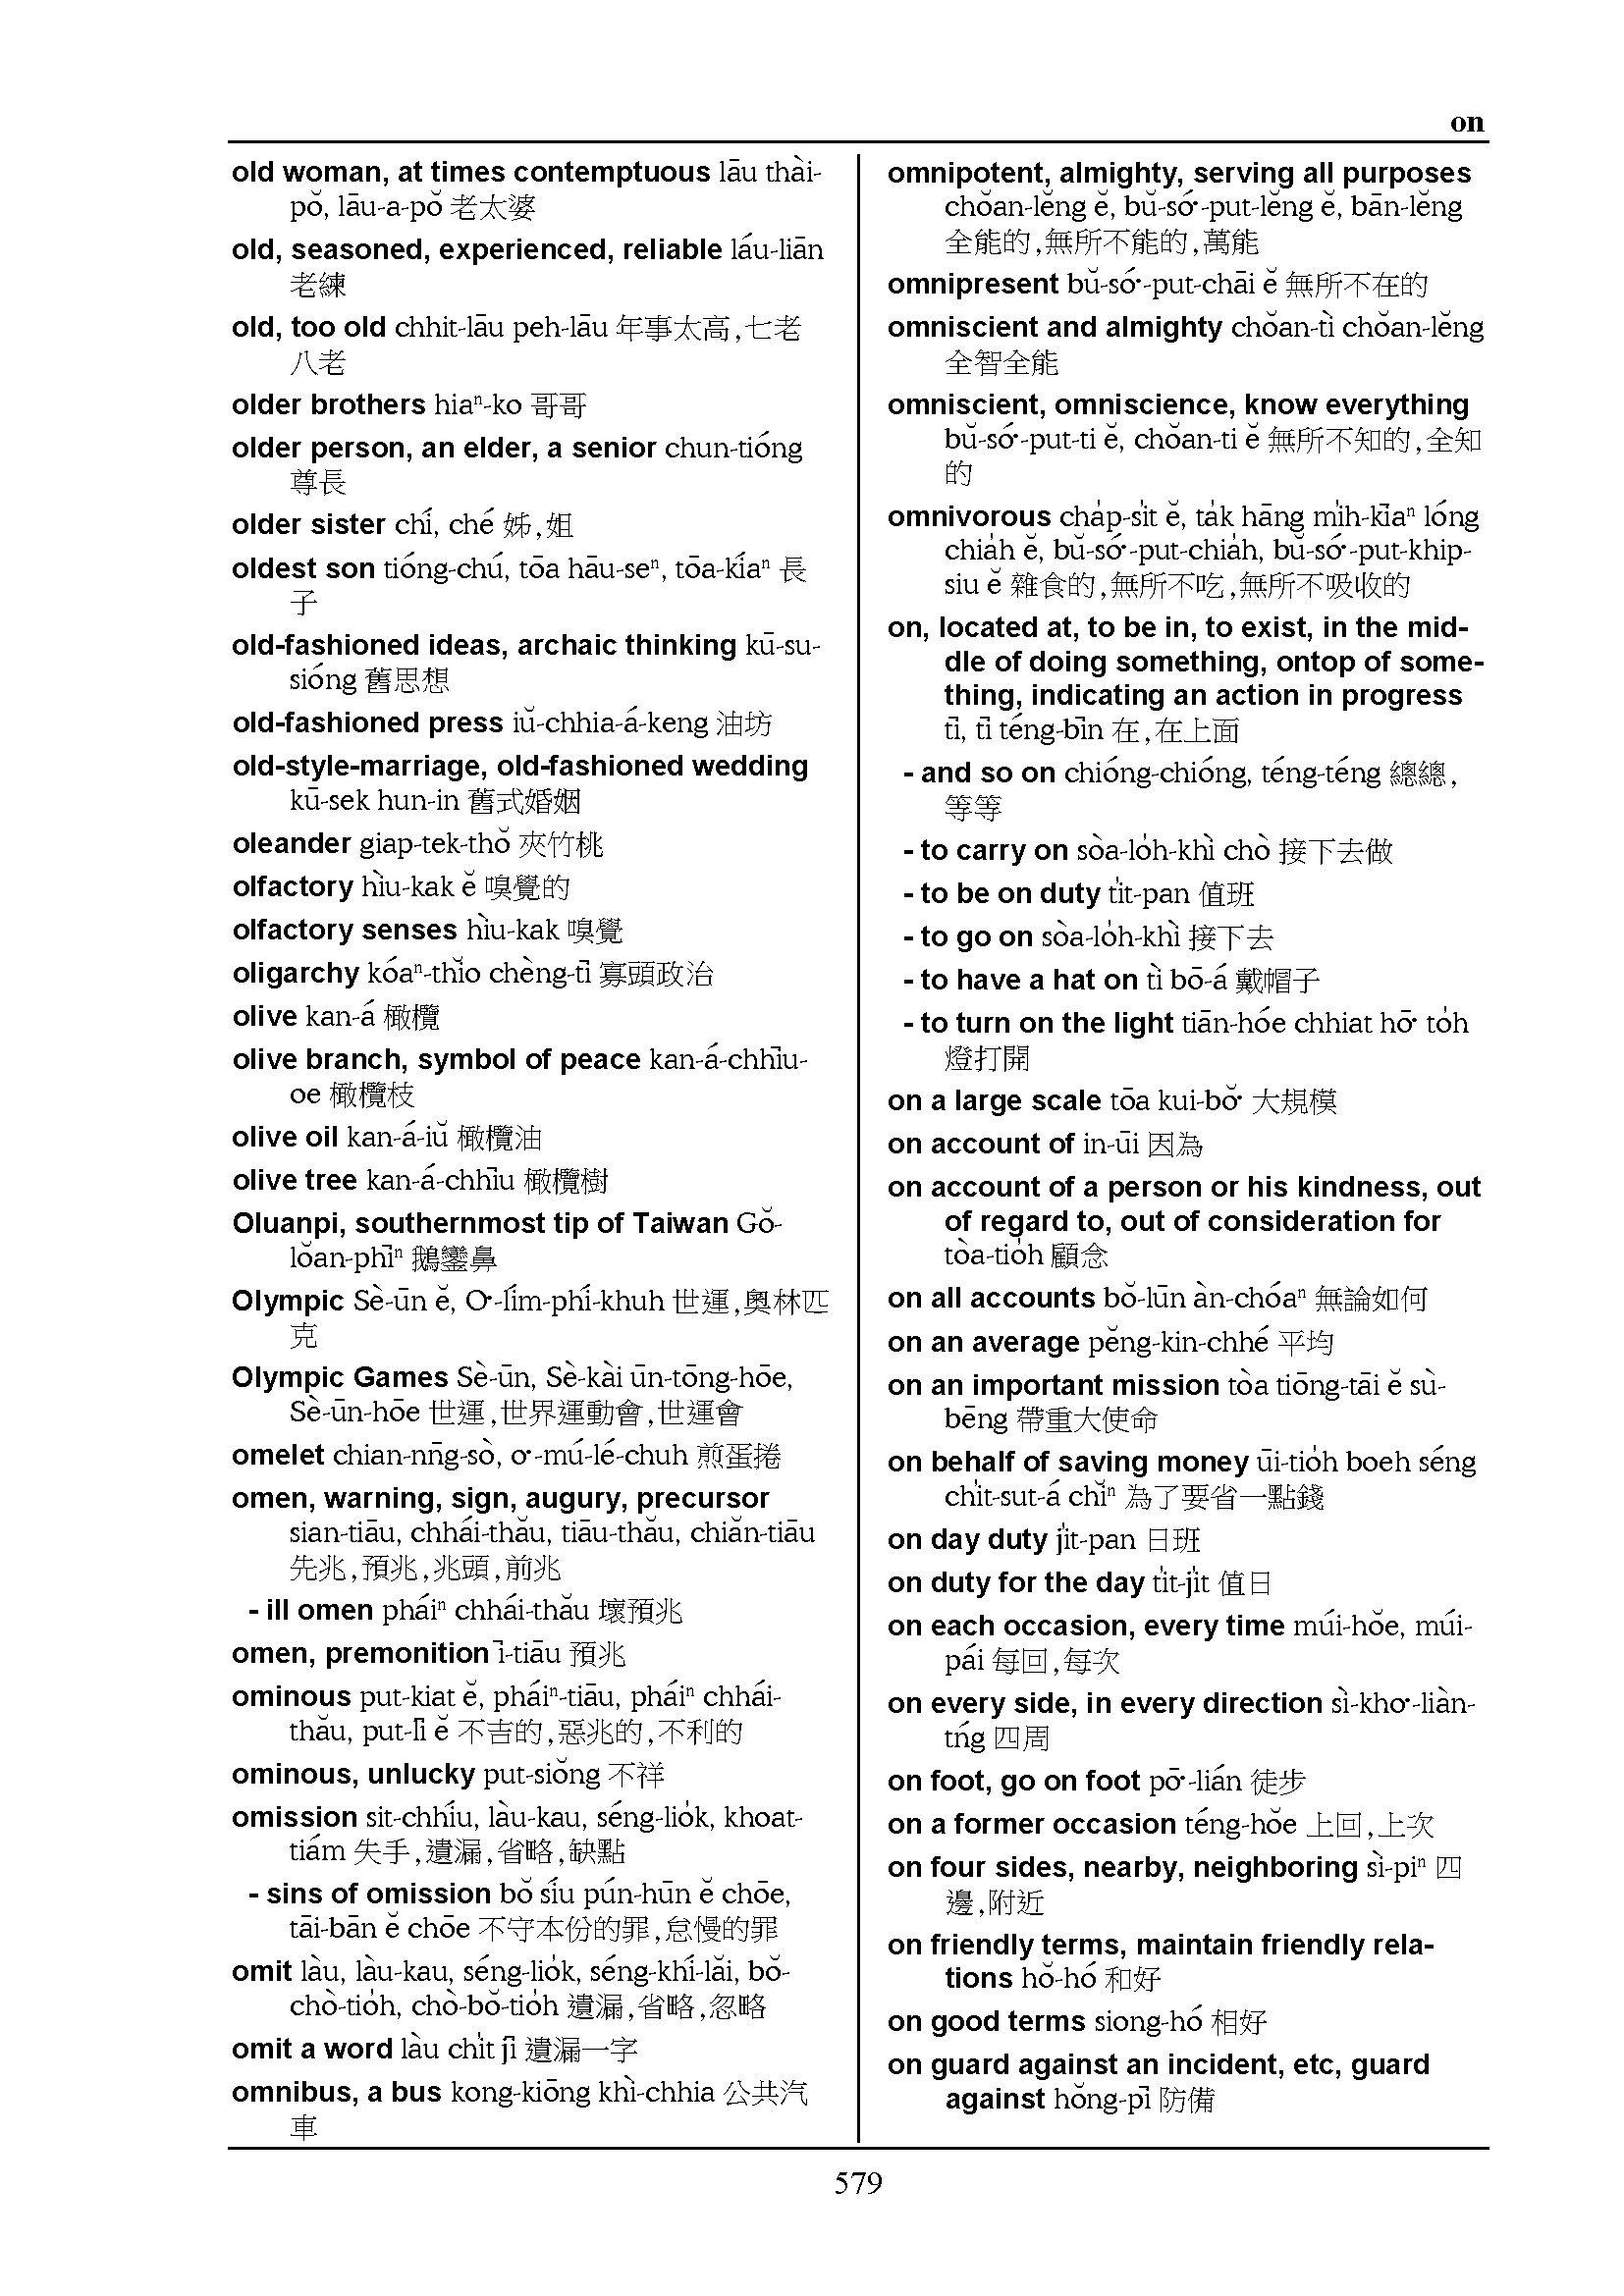 on
old woman, at times contemptuous lāu thài-
pŏ, lāu-a-pŏ 老太婆
old, seasoned, experienced, reliable láu-liān
老練
old, too old chhit-lāu peh-lāu 年事太高,七老
八老
older brothers hiaⁿ-ko 哥哥
older person, an elder, a senior chun-tióng
尊長
older sister chí, ché 姊,姐
oldest son tióng-chú, tōa hāu-seⁿ, tōa-kíaⁿ 長
子
old-fashioned ideas, archaic thinking kū-su-
sióng 舊思想
old-fashioned press iŭ-chhia-á-keng 油坊
old-style-marriage, old-fashioned wedding
kū-sek hun-in 舊式婚姻
oleander giap-tek-thŏ 夾竹桃
olfactory hìu-kak ĕ 嗅覺的
olfactory senses hìu-kak 嗅覺
oligarchy kóaⁿ-thĭo chèng-tī 寡頭政治
olive kan-á 橄欖
olive branch, symbol of peace kan-á-chhīu-
oe 橄欖枝
olive oil kan-á-iŭ 橄欖油
olive tree kan-á-chhīu 橄欖樹
Oluanpi, southernmost tip of Taiwan Gŏ-
lŏan-phīⁿ 鵝鑾鼻
Olympic Sè-ūn ĕ, O͘-lím-phí-khuh 世運,奧林匹
克
Olympic Games Sè-ūn, Sè-kài ūn-tōng-hōe,
Sè-ūn-hōe 世運,世界運動會,世運會
omelet chian-nn̄g-sò, o͘-mú-lé-chuh 煎蛋捲
omen, warning, sign, augury, precursor
sian-tiāu, chhái-thău, tiāu-thău, chiăn-tiāu
先兆,預兆,兆頭,前兆
- ill omen pháiⁿ chhái-thău 壞預兆
omen, premonition ī-tiāu 預兆
ominous put-kiat ĕ, pháiⁿ-tiāu, pháiⁿ chhái-
thău, put-lī ĕ 不吉的,惡兆的,不利的
ominous, unlucky put-siŏng 不祥
omission sit-chhíu, làu-kau, séng-lio̍k, khoat-
tiám 失手,遺漏,省略,缺點
- sins of omission bŏ síu pún-hūn ĕ chōe,
tāi-bān ĕ chōe 不守本份的罪,怠慢的罪
omit làu, làu-kau, séng-lio̍k, séng-khí-lăi, bŏ-
chò-tio̍h, chò-bŏ-tio̍h 遺漏,省略,忽略
omit a word làu chi̍t jī 遺漏一字
omnibus, a bus kong-kiōng khì-chhia 公共汽
車
omnipotent, almighty, serving all purposes
chŏan-lĕng ĕ, bŭ-só͘-put-lĕng ĕ, bān-lĕng
全能的,無所不能的,萬能
omnipresent bŭ-só͘-put-chāi ĕ 無所不在的
omniscient and almighty chŏan-tì chŏan-lĕng
全智全能
omniscient, omniscience, know everything
bŭ-só͘-put-ti ĕ, chŏan-ti ĕ 無所不知的,全知
的
omnivorous cha̍p-si̍t ĕ, ta̍k hāng mi̍h-kīaⁿ lóng
chia̍h ĕ, bŭ-só͘-put-chia̍h, bŭ-só͘-put-khip-
siu ĕ 雜食的,無所不吃,無所不吸收的
on, located at, to be in, to exist, in the mid-
dle of doing something, ontop of some-
thing, indicating an action in progress
tī, tī téng-bīn 在,在上面
- and so on chióng-chióng, téng-téng 總總,
等等
- to carry on sòa-lo̍h-khì chò 接下去做
- to be on duty ti̍t-pan 值班
- to go on sòa-lo̍h-khì 接下去
- to have a hat on tì bō-á 戴帽子
- to turn on the light tiān-hóe chhiat hō͘ to̍h
燈打開
on a large scale tōa kui-bŏ͘ 大規模
on account of in-ūi 因為
on account of a person or his kindness, out
of regard to, out of consideration for
tòa-tio̍h 顧念
on all accounts bŏ-lūn àn-chóaⁿ 無論如何
on an average pĕng-kin-chhé 平均
on an important mission tòa tiōng-tāi ĕ sù-
bēng 帶重大使命
on behalf of saving money ūi-tio̍h boeh séng
chi̍t-sut-á chĭⁿ 為了要省一點錢
on day duty ji̍t-pan 日班
on duty for the day ti̍t-ji̍t 值日
on each occasion, every time múi-hŏe, múi-
pái 每回,每次
on every side, in every direction sì-kho͘-liàn-
tńg 四周
on foot, go on foot pō͘-lián 徒步
on a former occasion téng-hŏe 上回,上次
on four sides, nearby, neighboring sì-piⁿ 四
邊,附近
on friendly terms, maintain friendly rela-
tions hŏ-hó 和好
on good terms siong-hó 相好
on guard against an incident, etc, guard
against hŏng-pī 防備
579